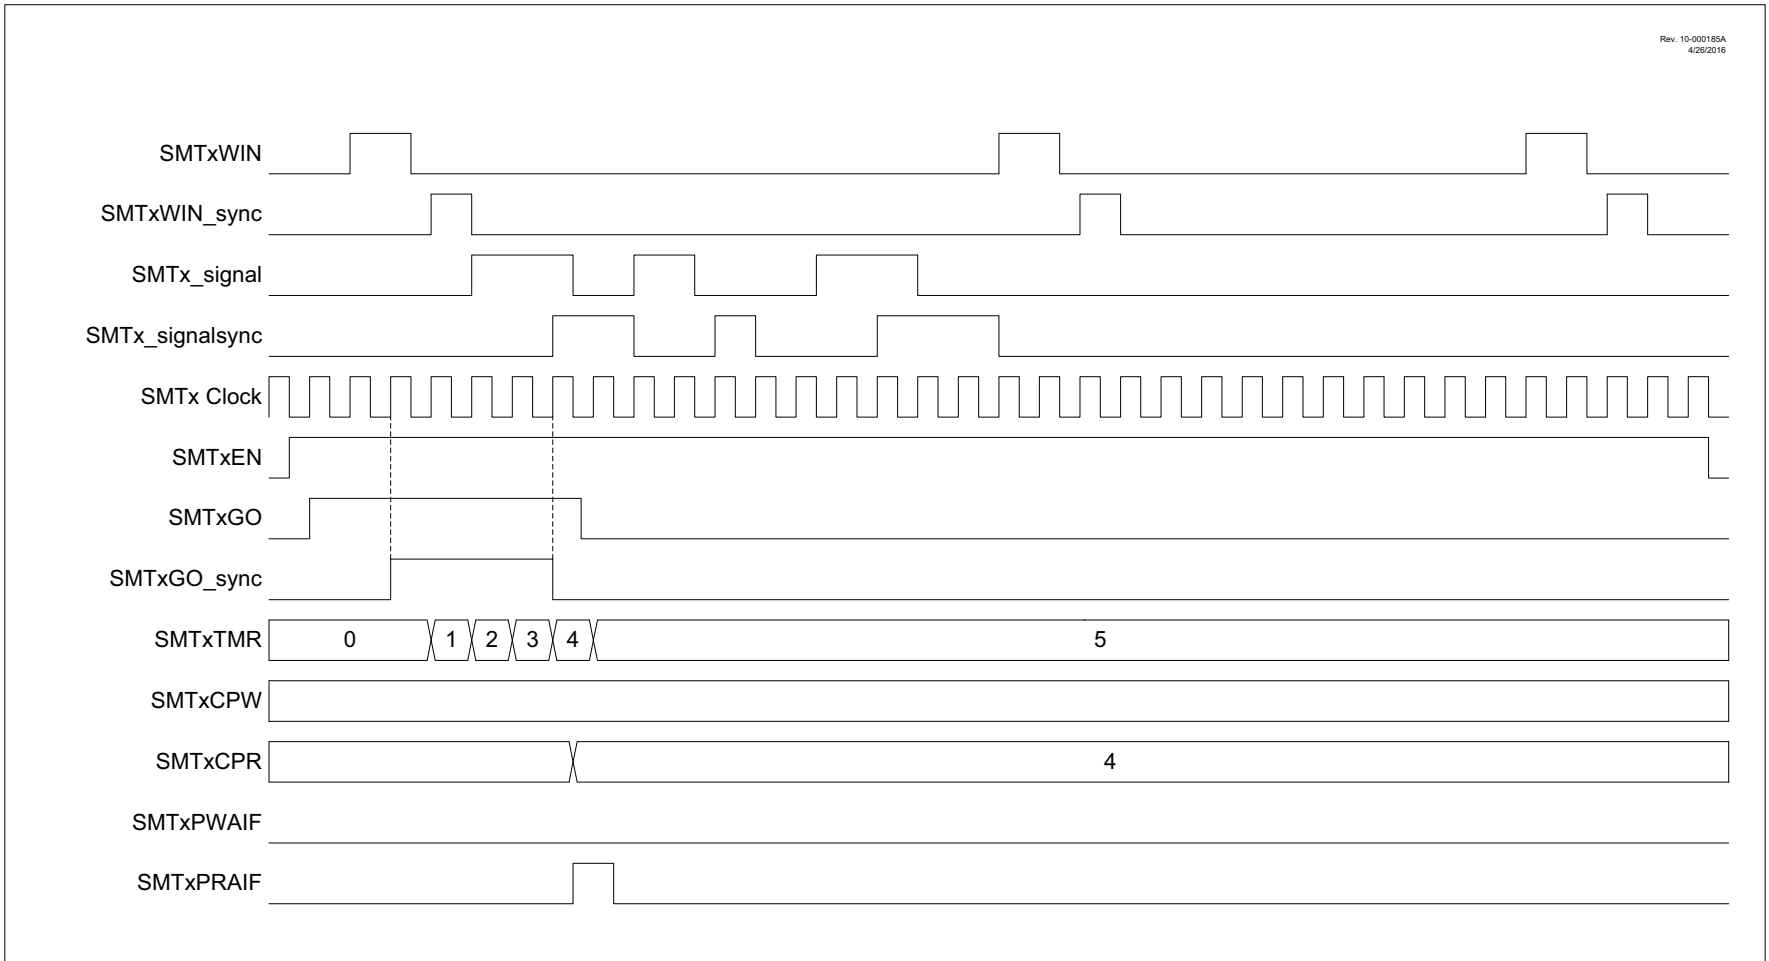 Rev. 10-000185A
4/26/2016
SMTxWIN
SMTxWIN_sync
SMTx_signal
SMTx_signalsync
SMTx Clock
SMTxEN
SMTxGO
SMTxGO_sync
SMTxTMR 0 1 2 3 4 5
SMTxCPW
SMTxCPR 4
SMTxPWAIF
SMTxPRAIF